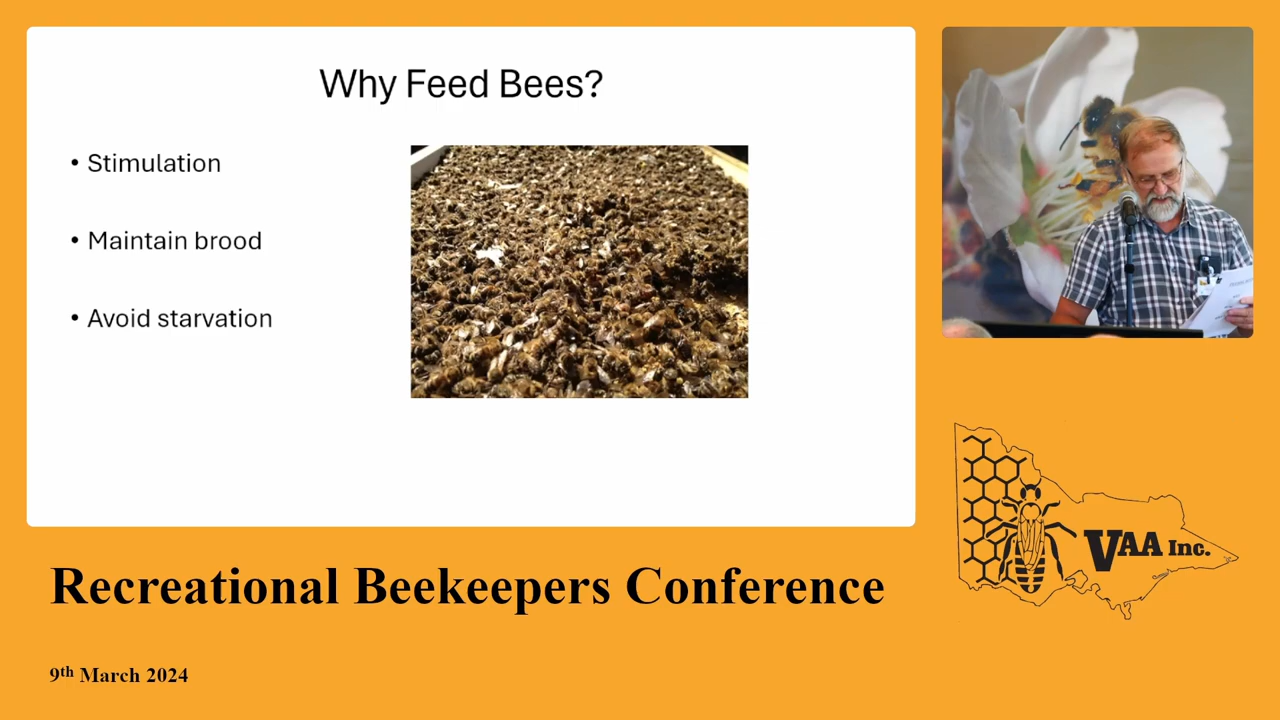 Why Feed Bees?
• Stimulation
• Maintain brood
• Avoid starvation
VAA Inc.
Recreational Beekeepers Conference
9th March 2024